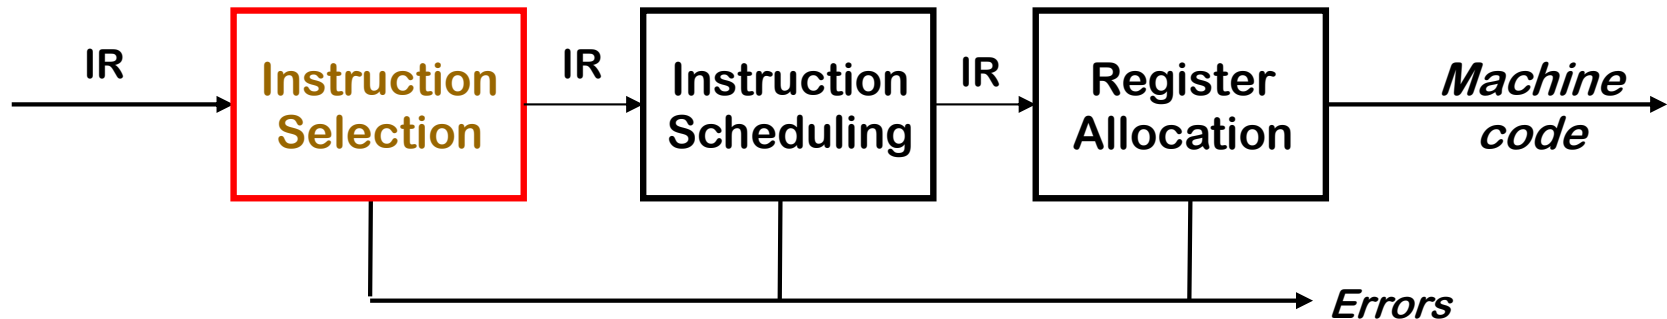 IR
Instruction
Selection
IR
Instruction
Scheduling
IR
Register
Allocation
Machine
code
Errors